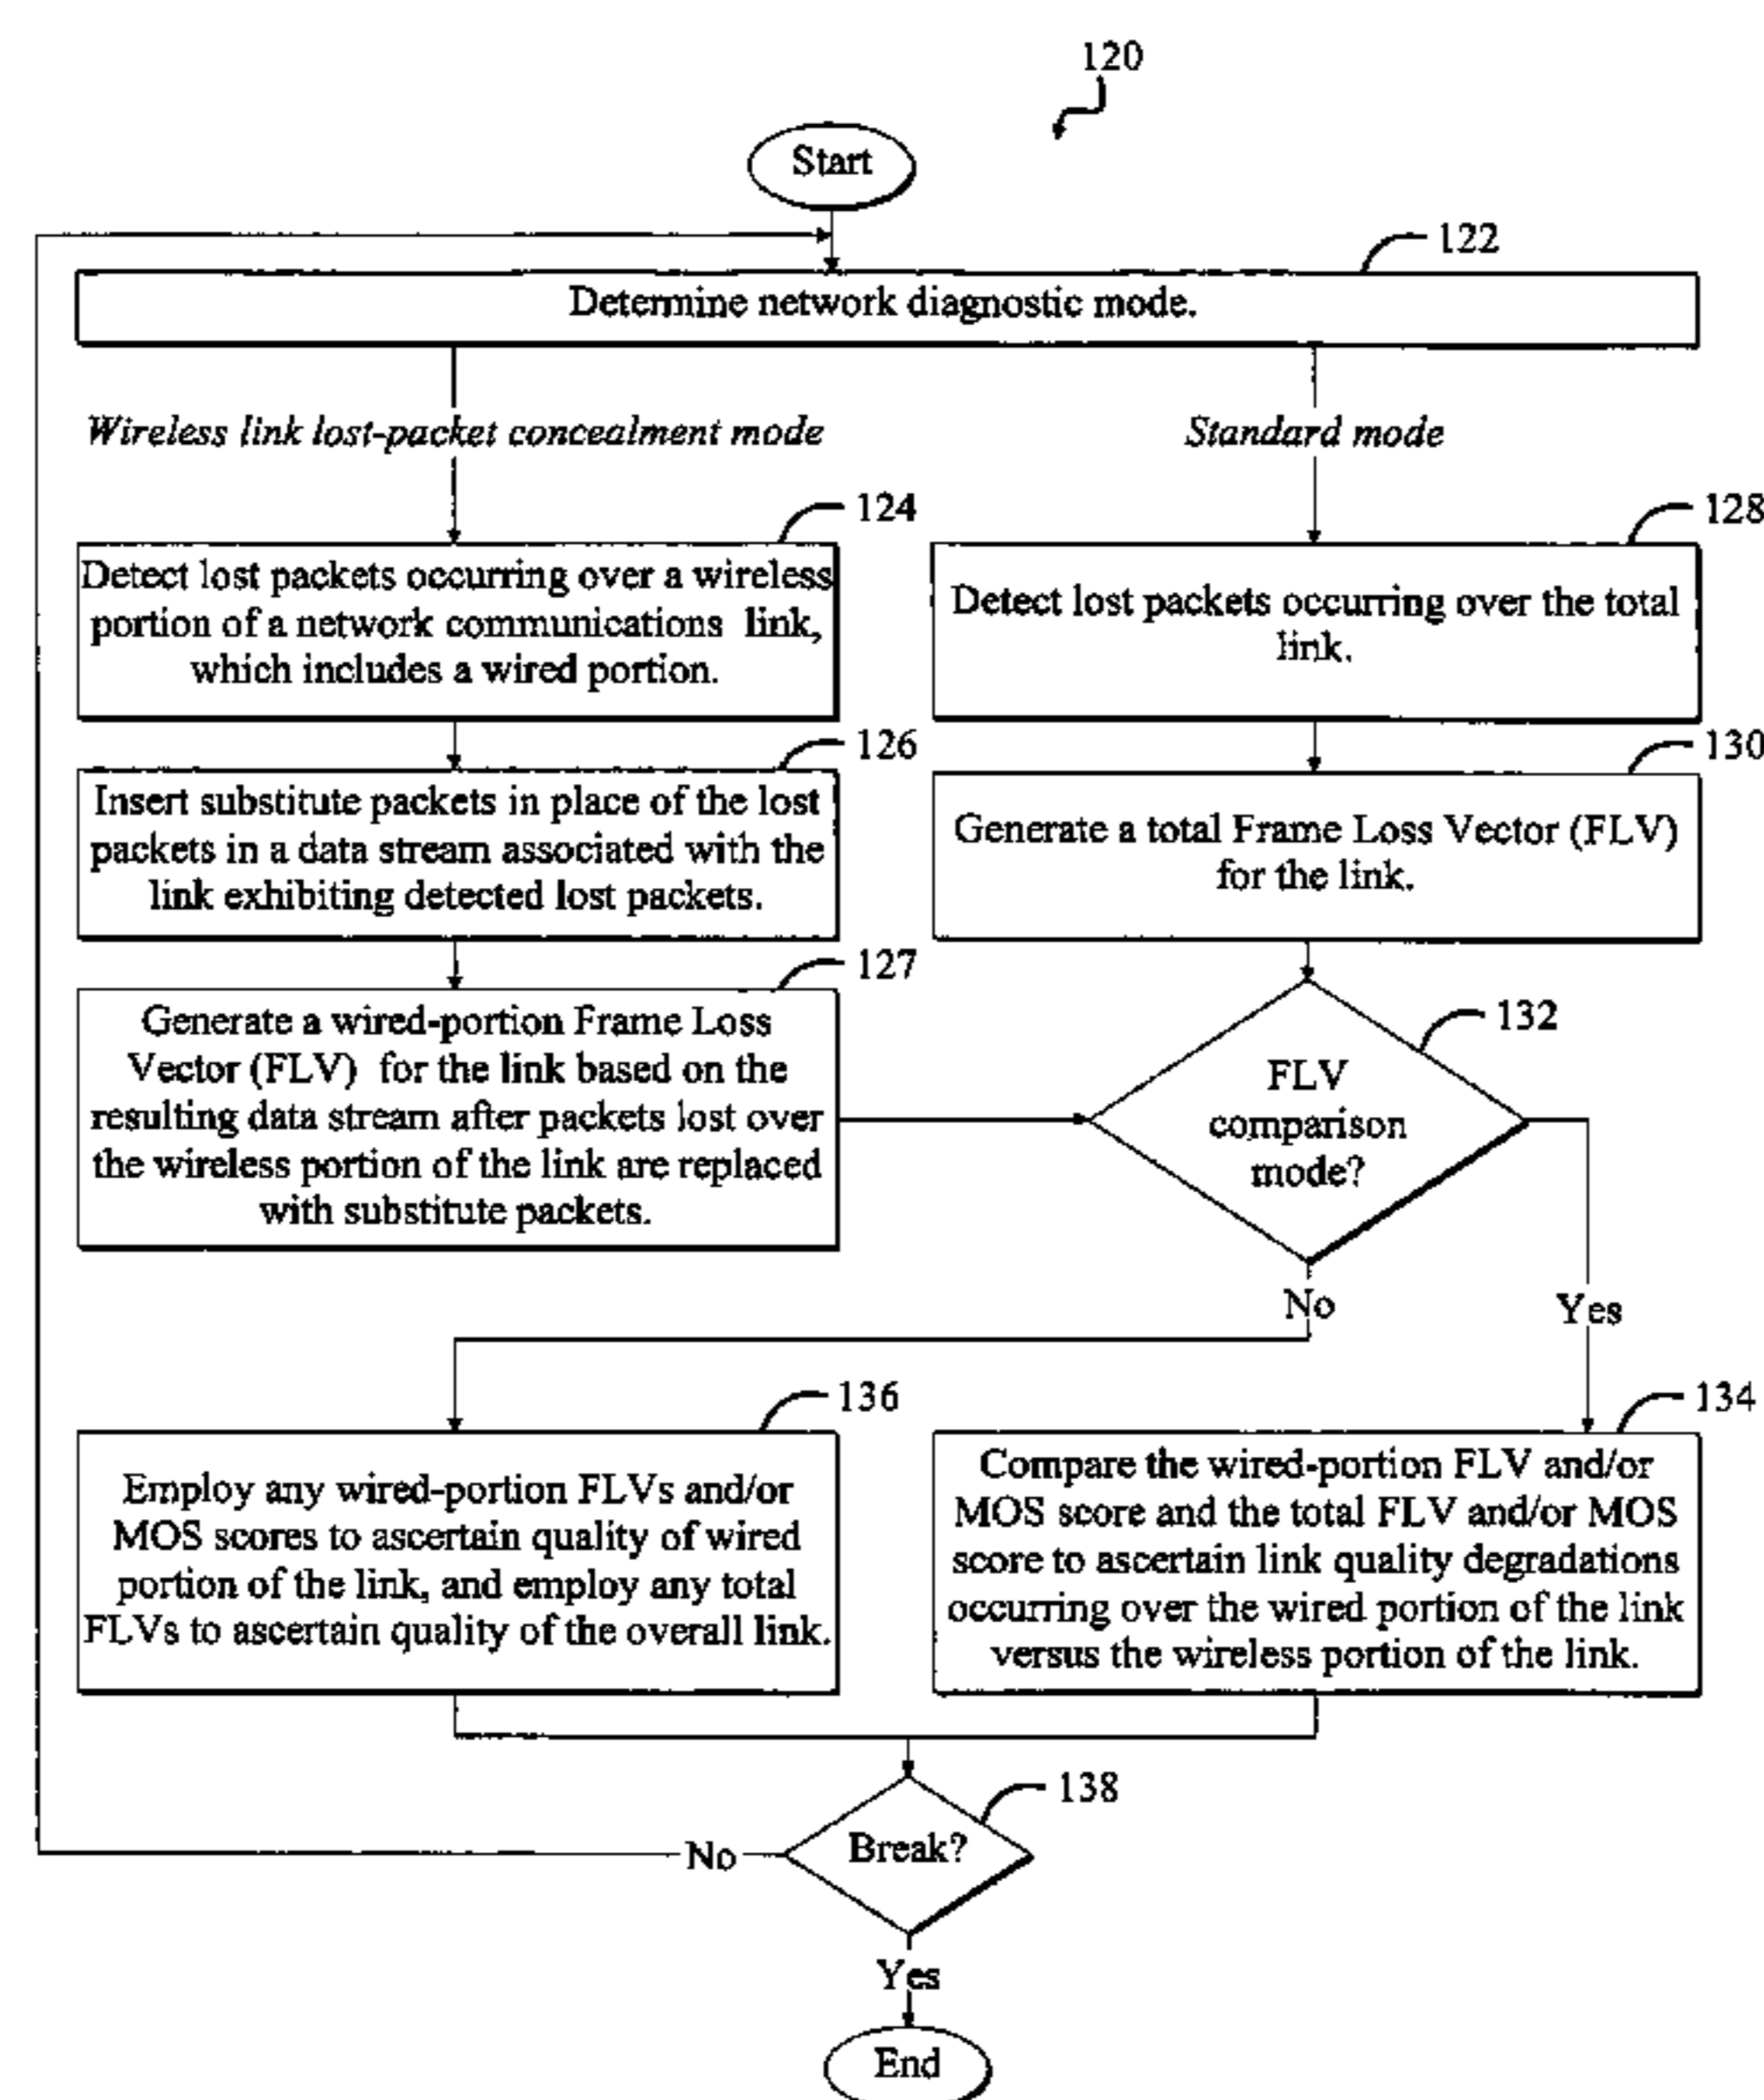 120
Start
122
Determine network diagnostic mode.
Wireless link lost-packet concealment mode
Standard mode
124
Detect lost packets occurring over a wireless
portion of a network communications link,
which includes a wired portion.
128
Detect lost packets occurring over the total
link.
126
Insert substitute packets in place of the lost
packets in a data stream associated with the
link exhibiting detected lost packets.
130
Generate a total Frame Loss Vector (FLV)
for the link.
127
Generate a wired-portion Frame Loss
Vector (FLV) for the link based on the
resulting data stream after packets lost over
the wireless portion of the link are replaced
with substitute packets.
132
FLV
comparison
mode?
No
Yes
136
Employ any wired-portion FLVs and/or
MOS scores to ascertain quality of wired
portion of the link, and employ any total
FLVs to ascertain quality of the overall link.
134
Compare the wired-portion FLV and/or
MOS score and the total FLV and/or MOS
score to ascertain link quality degradations
occurring over the wired portion of the link
versus the wireless portion of the link.
138
Break?
No
Yes
End